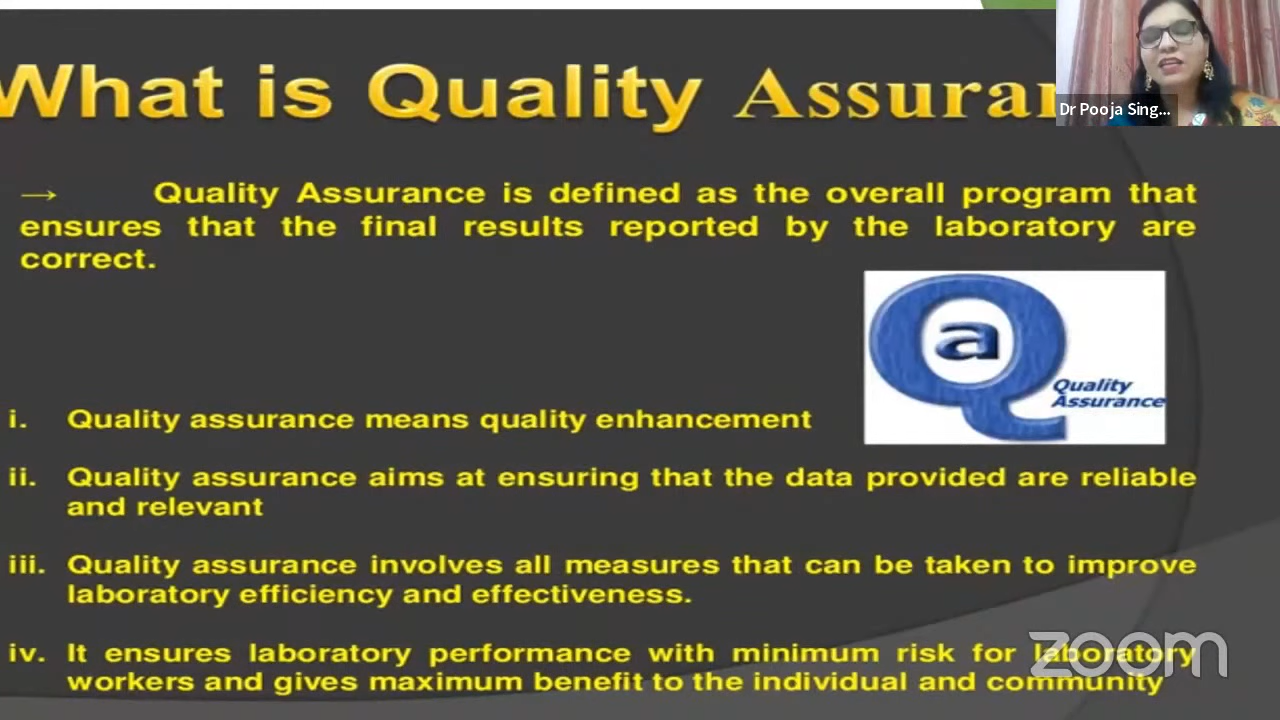 What is Quality Assuran
Dr Pooja Sing...
→ Quality Assurance is defined as the overall program that
ensures that the final results reported by the laboratory are
correct.
a
Quality
Assurance
i. Quality assurance means quality enhancement
ii. Quality assurance aims at ensuring that the data provided are reliable
and relevant
iii. Quality assurance involves all measures that can be taken to improve
laboratory efficiency and effectiveness.
iv. It ensures laboratory performance with minimum risk for laboratory
workers and gives maximum benefit to the individual and community
zoom